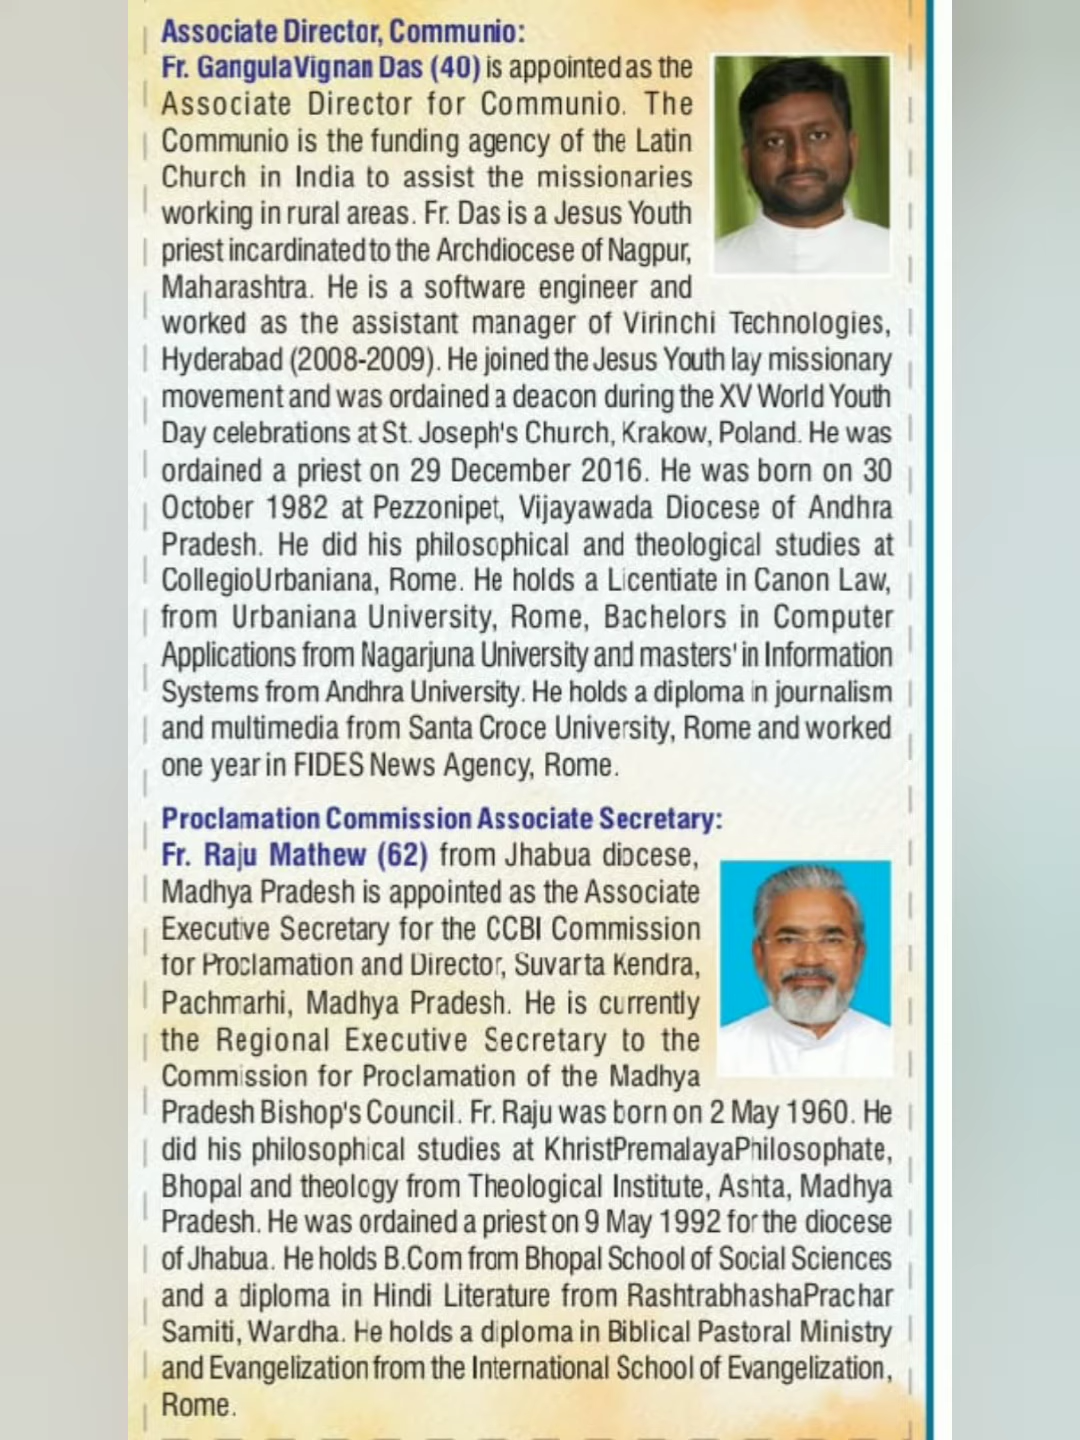 Associate Director, Communio:
Fr. GangulaVignan Das (40) is appointed as the
Associate Director for Communio. The
Communio is the funding agency of the Latin
Church in India to assist the missionaries
working in rural areas. Fr. Das is a Jesus Youth
priest incardinated to the Archdiocese of Nagpur,
Maharashtra. He is a software engineer and
worked as the assistant manager of Virinchi Technologies,
Hyderabad (2008-2009). He joined the Jesus Youth lay missionary
movement and was ordained a deacon during the XV World Youth
Day celebrations at St. Joseph's Church, Krakow, Poland. He was
ordained a priest on 29 December 2016. He was born on 30
October 1982 at Pezzonipet, Vijayawada Diocese of Andhra
Pradesh. He did his philosophical and theological studies at
CollegioUrbaniana, Rome. He holds a Licentiate in Canon Law,
from Urbaniana University, Rome, Bachelors in Computer
Applications from Nagarjuna University and masters' in Information
Systems from Andhra University. He holds a diploma in journalism
and multimedia from Santa Croce University, Rome and worked
one year in FIDES News Agency, Rome.
Proclamation Commission Associate Secretary:
Fr. Raju Mathew (62) from Jhabua diocese,
Madhya Pradesh is appointed as the Associate
Executive Secretary for the CCBI Commission
for Proclamation and Director, Suvarta Kendra,
Pachmarhi, Madhya Pradesh. He is currently
the Regional Executive Secretary to the
Commission for Proclamation of the Madhya
Pradesh Bishop's Council. Fr. Raju was born on 2 May 1960. He
did his philosophical studies at KhristPremalayaPhilosophate,
Bhopal and theology from Theological Institute, Ashta, Madhya
Pradesh. He was ordained a priest on 9 May 1992 for the diocese
of Jhabua. He holds B.Com from Bhopal School of Social Sciences
and a diploma in Hindi Literature from RashtrabhashaPrachar
Samiti, Wardha. He holds a diploma in Biblical Pastoral Ministry
and Evangelization from the International School of Evangelization,
Rome.